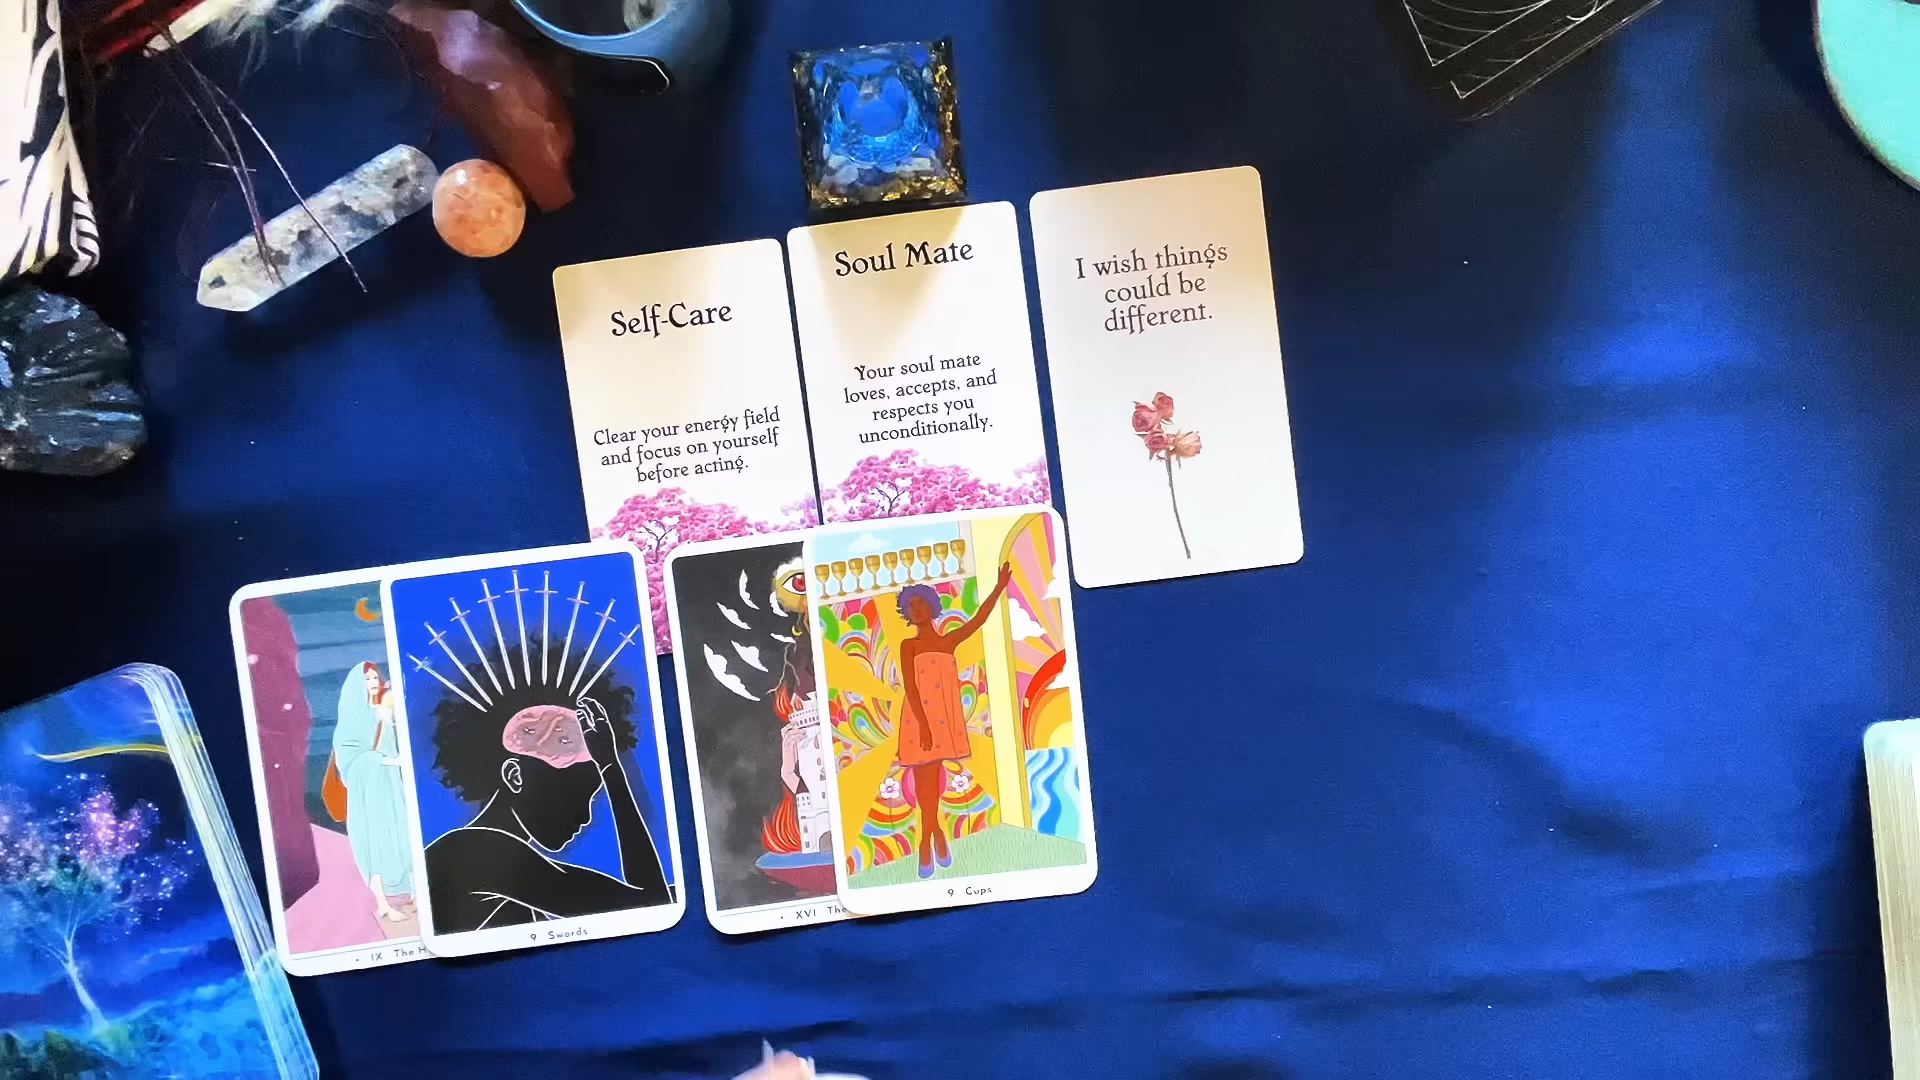 Self-Care
Clear your energy field
and focus on yourself
before acting.
Soul Mate
Your soul mate
loves, accepts, and
respects you
unconditionally.
I wish things
could be
different.
IX The
9 Swords
XVI The
9 Cups